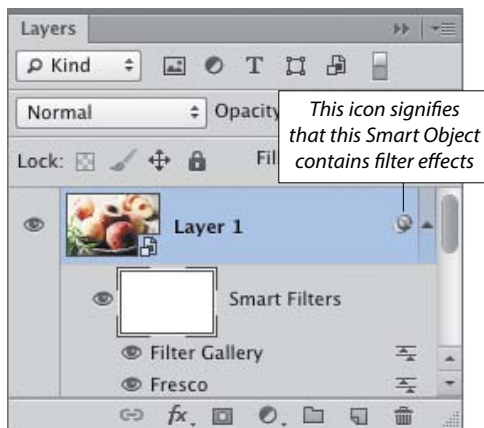 Layers
Kind
Normal
Opacity
This icon signifies
that this Smart Object
contains filter effects
Lock:
Fil
Layer 1
Smart Filters
Filter Gallery
Fresco
fx